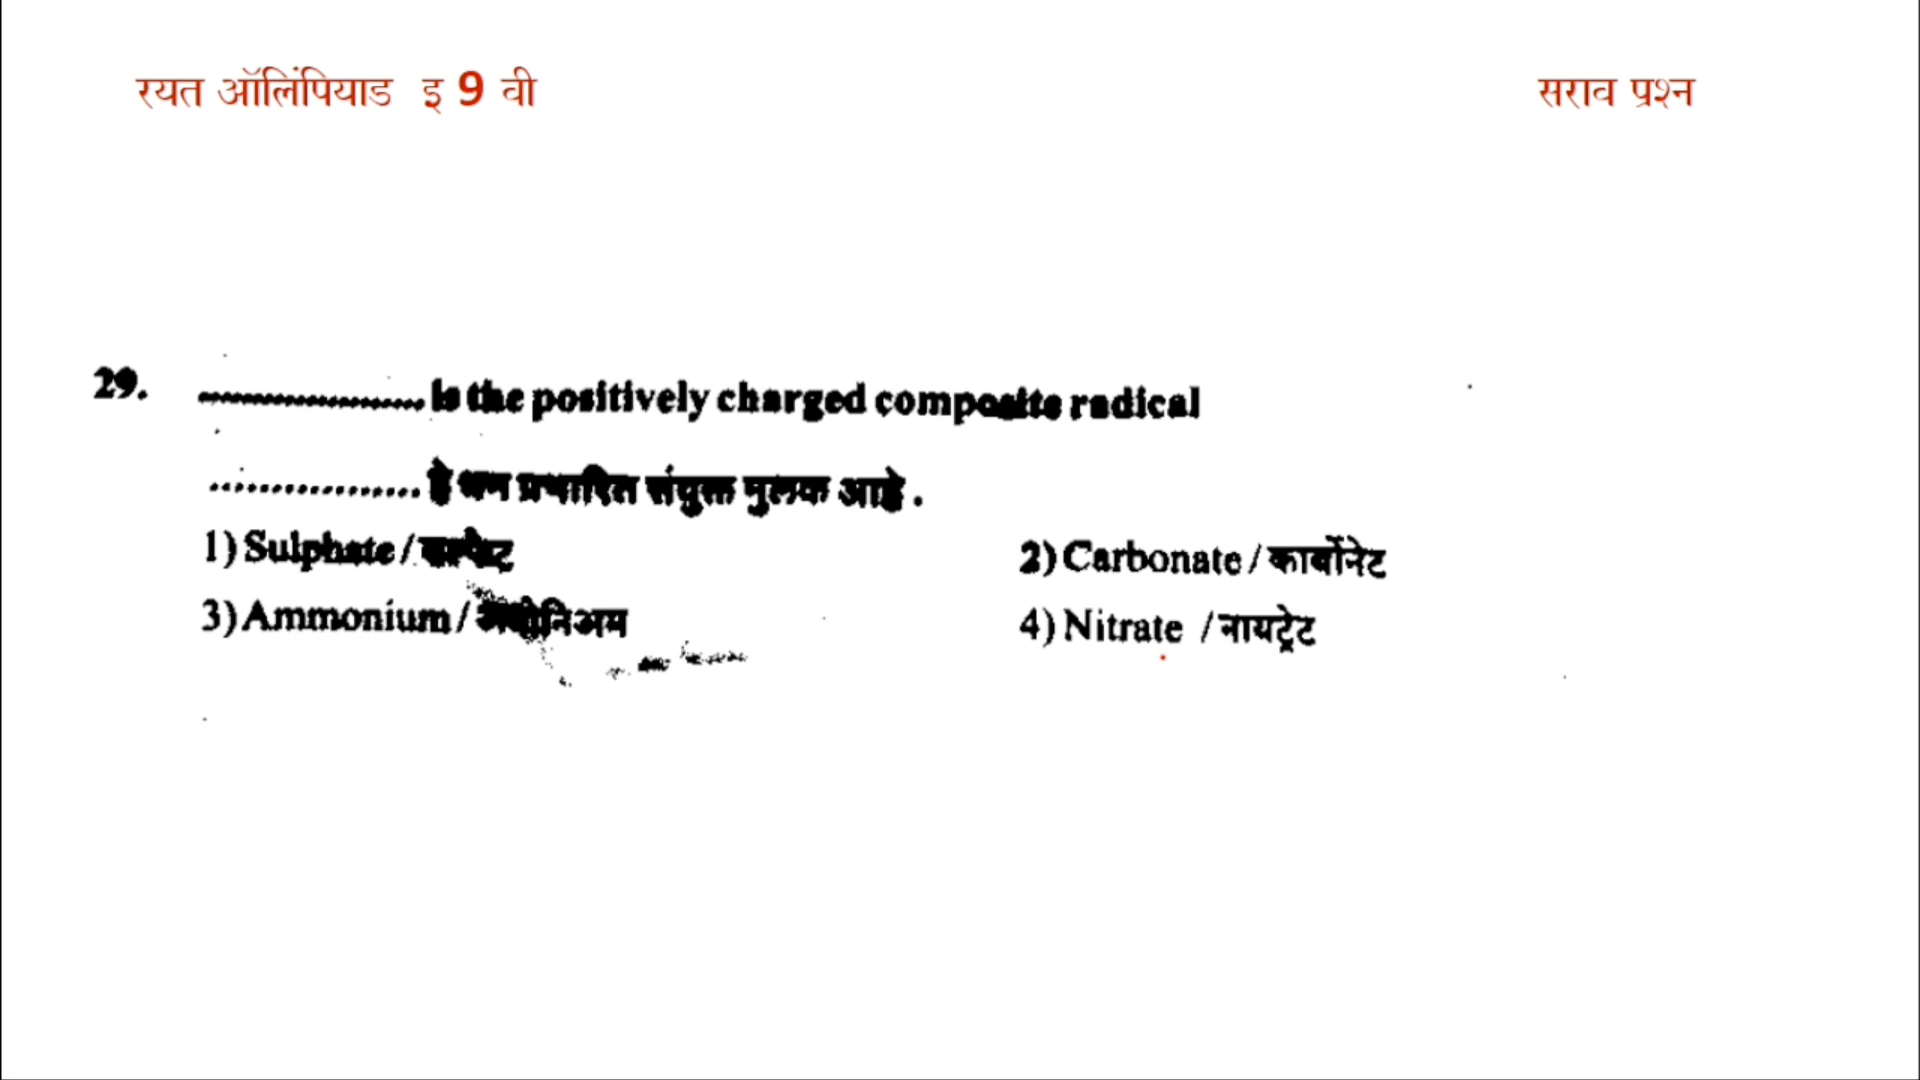 रयत ऑलिंपियाड इ 9 वी
सराव प्रश्न
29. .................... is the positively charged composite radical
.................. हे धन प्रभारित संयुक्त मुलक आहे .
1) Sulphate / सल्फेट
2) Carbonate / कार्बोनेट
3) Ammonium / अमोनिअम
4) Nitrate / नायट्रेट